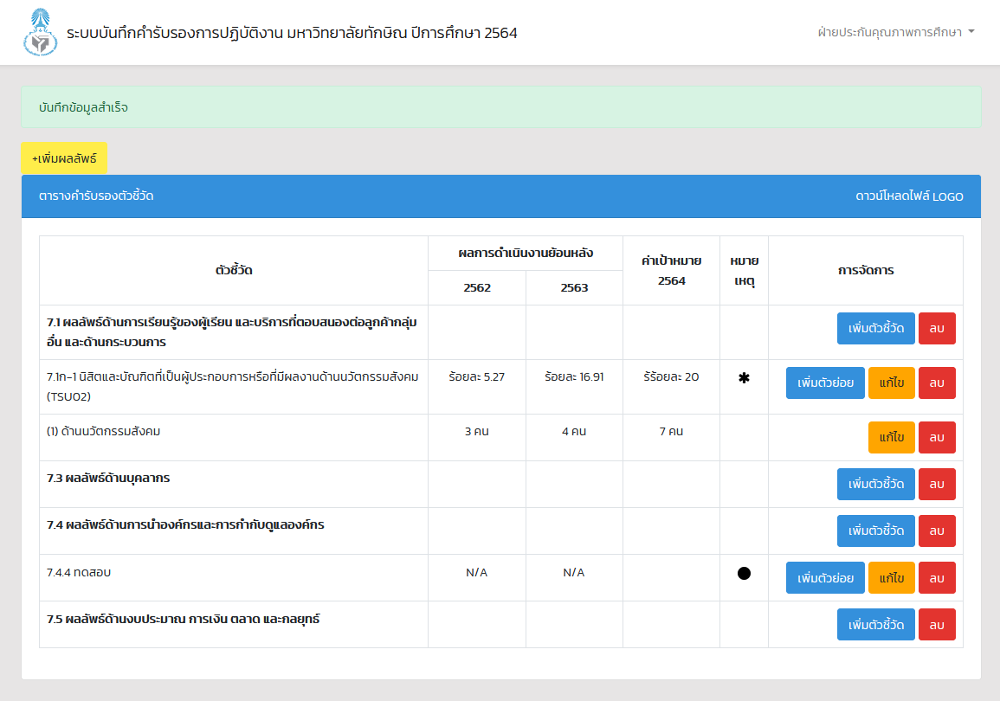 ระบบบันทึกคำรับรองการปฏิบัติงาน มหาวิทยาลัยทักษิณ ปีการศึกษา 2564
ฝ่ายประกันคุณภาพการศึกษา
บันทึกข้อมูลสำเร็จ
+เพิ่มผลลัพธ์
ตารางคำรับรองตัวชี้วัด
ดาวน์โหลดไฟล์ LOGO
ตัวชี้วัด
ผลการดำเนินงานย้อนหลัง
2562
2563
ค่าเป้าหมาย
2564
หมาย
เหตุ
การจัดการ
7.1 ผลลัพธ์ด้านการเรียนรู้ของผู้เรียน และบริการที่ตอบสนองต่อลูกค้ากลุ่ม
อื่น และด้านกระบวนการ
เพิ่มตัวชี้วัด ลบ
7.1ก-1 นิสิตและบัณฑิตที่เป็นผู้ประกอบการหรือที่มีผลงานด้านนวัตกรรมสังคม
(TSU02)
ร้อยละ 5.27
ร้อยละ 16.91
ร้ร้อยละ 20
✱
เพิ่มตัวย่อย แก้ไข ลบ
(1) ด้านนวัตกรรมสังคม
3 คน
4 คน
7 คน
แก้ไข ลบ
7.3 ผลลัพธ์ด้านบุคลากร
เพิ่มตัวชี้วัด ลบ
7.4 ผลลัพธ์ด้านการนำองค์กรและการกำกับดูแลองค์กร
เพิ่มตัวชี้วัด ลบ
7.4.4 ทดสอบ
N/A
N/A
●
เพิ่มตัวย่อย แก้ไข ลบ
7.5 ผลลัพธ์ด้านงบประมาณ การเงิน ตลาด และกลยุทธ์
เพิ่มตัวชี้วัด ลบ